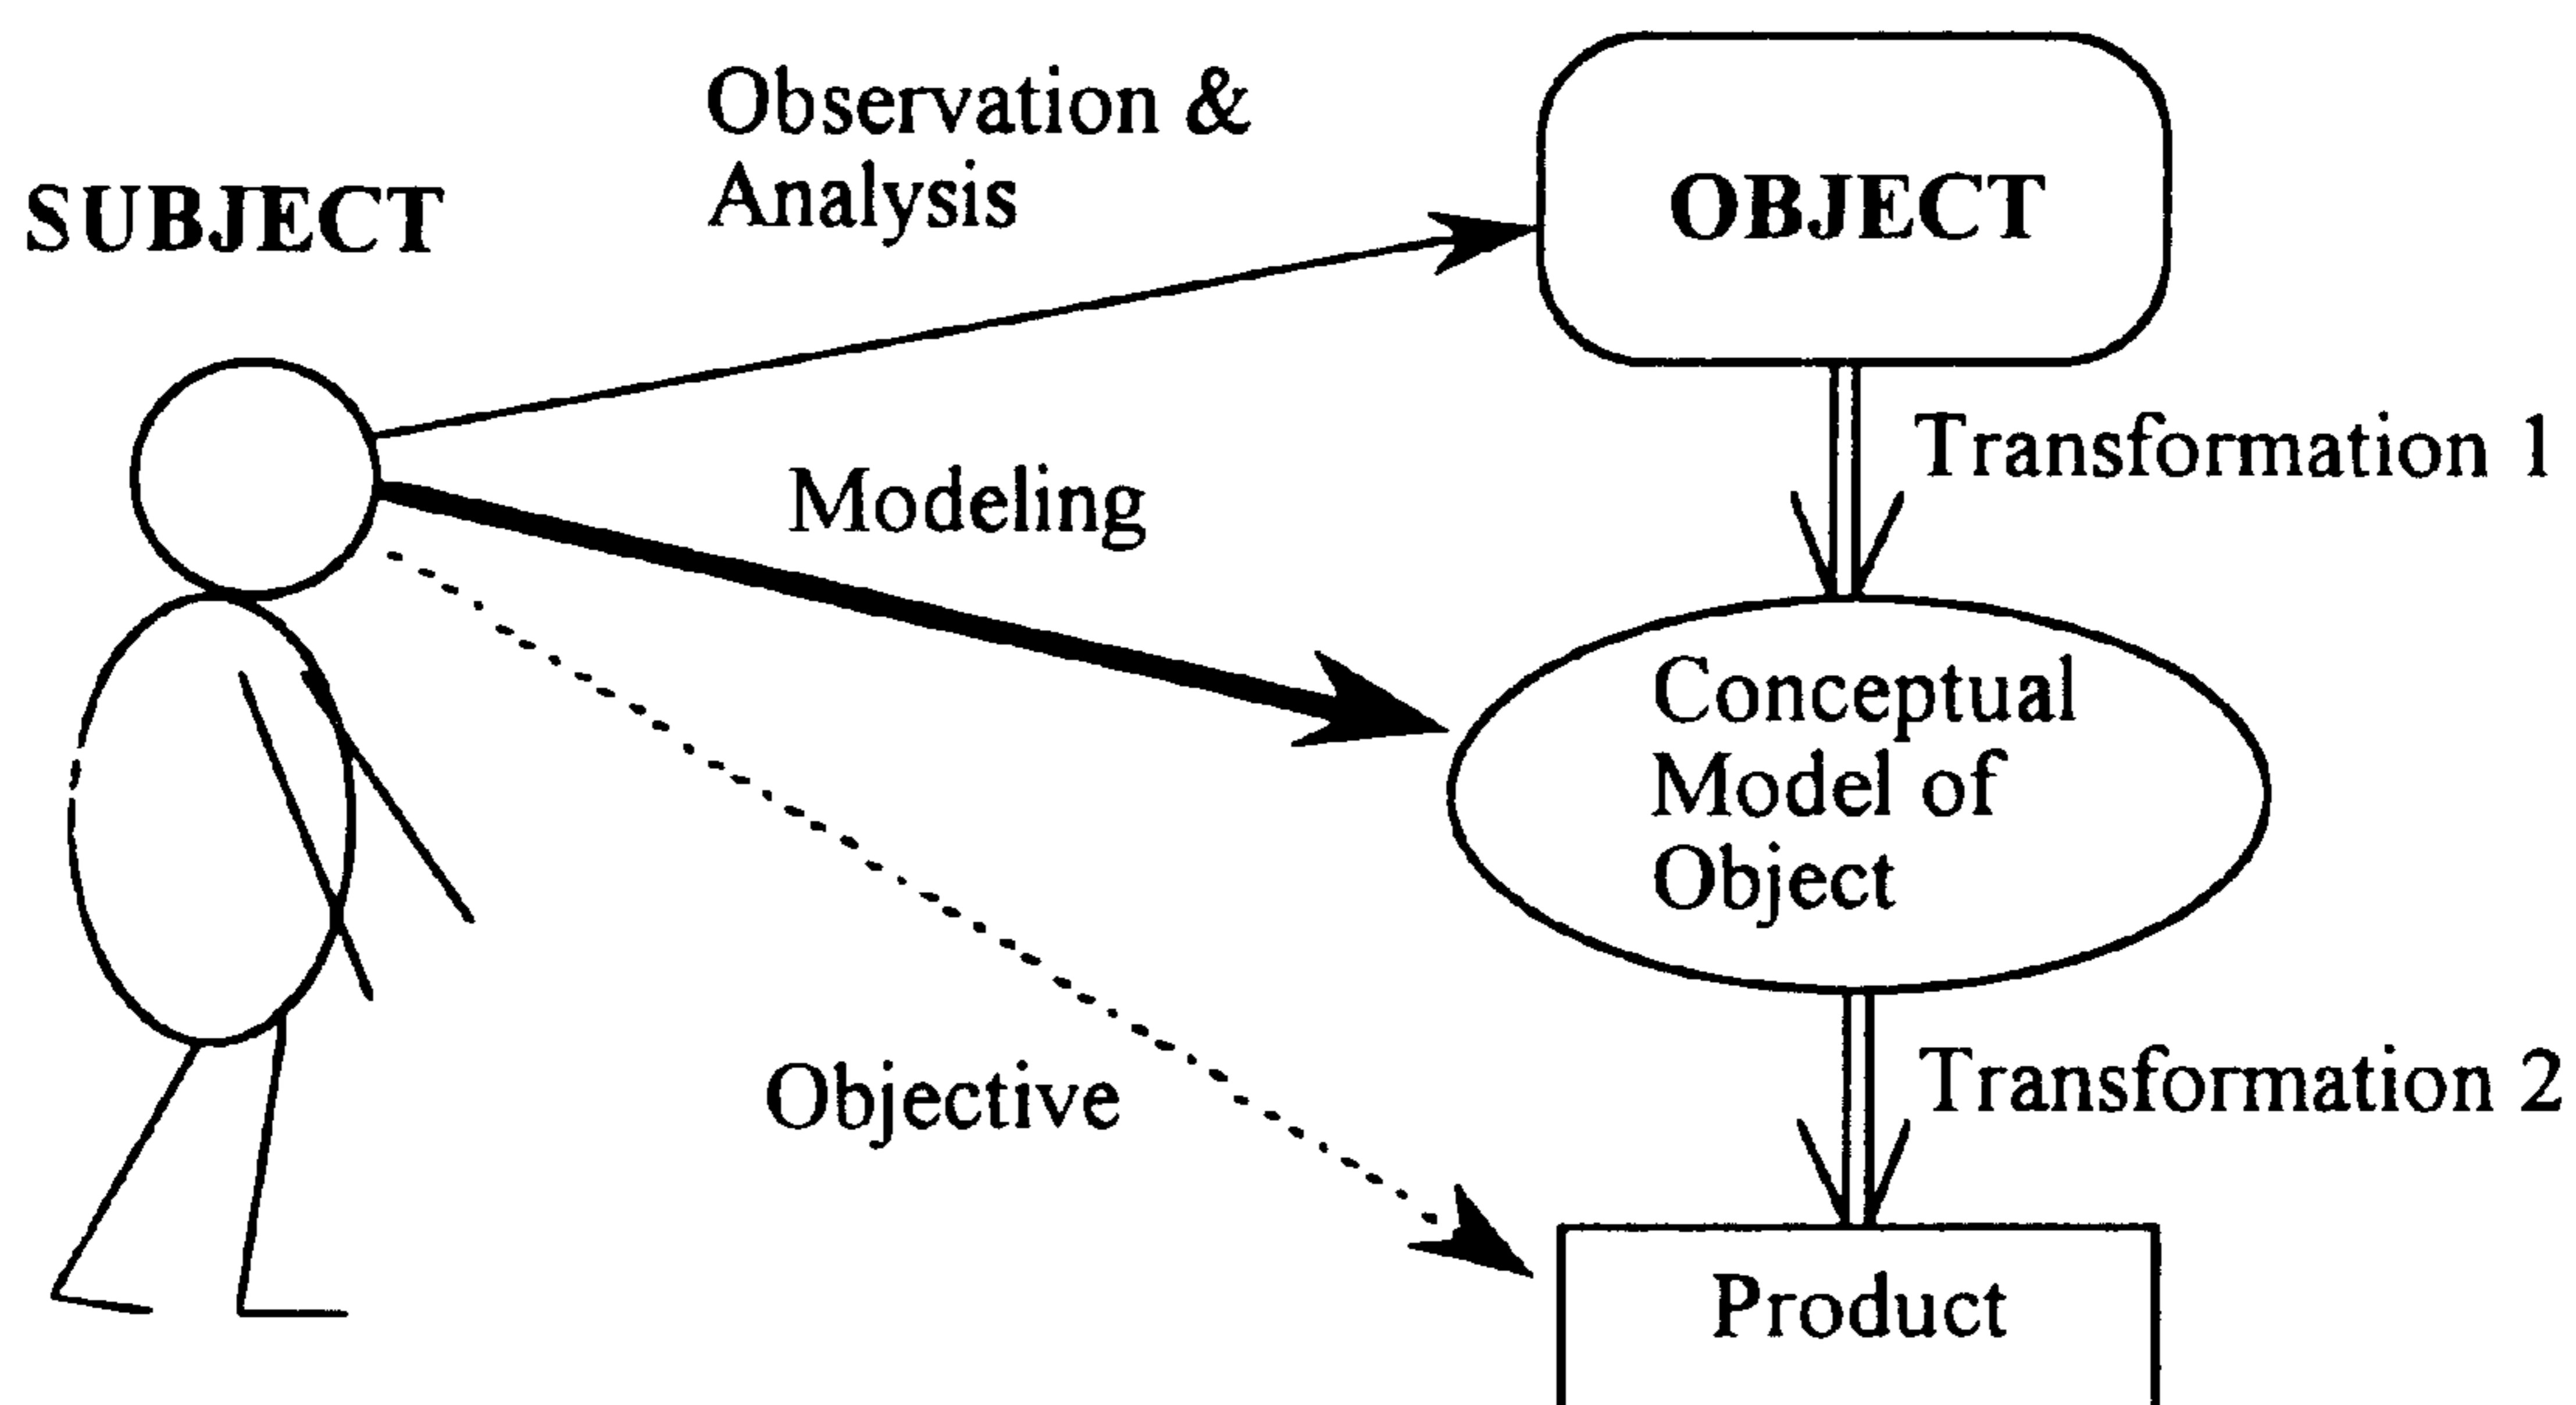 SUBJECT
Observation &
Analysis
OBJECT
Transformation 1
Modeling
Conceptual
Model of
Object
Transformation 2
Objective
Product